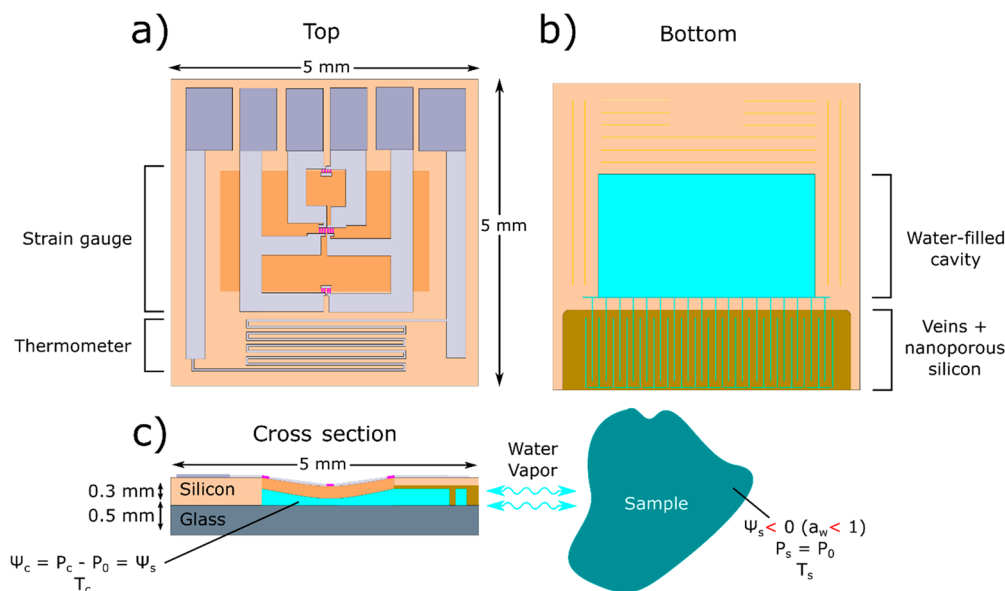 a)
Top
5 mm
5 mm
Strain gauge
Thermometer
b)
Bottom
Water-filled
cavity
Veins +
nanoporous
silicon
c)
Cross section
5 mm
0.3 mm
Silicon
0.5 mm
Glass
Ψc = Pc - P0 = Ψs
Tc
Water
Vapor
Sample
Ψs < 0 (aw < 1)
Ps = P0
Ts